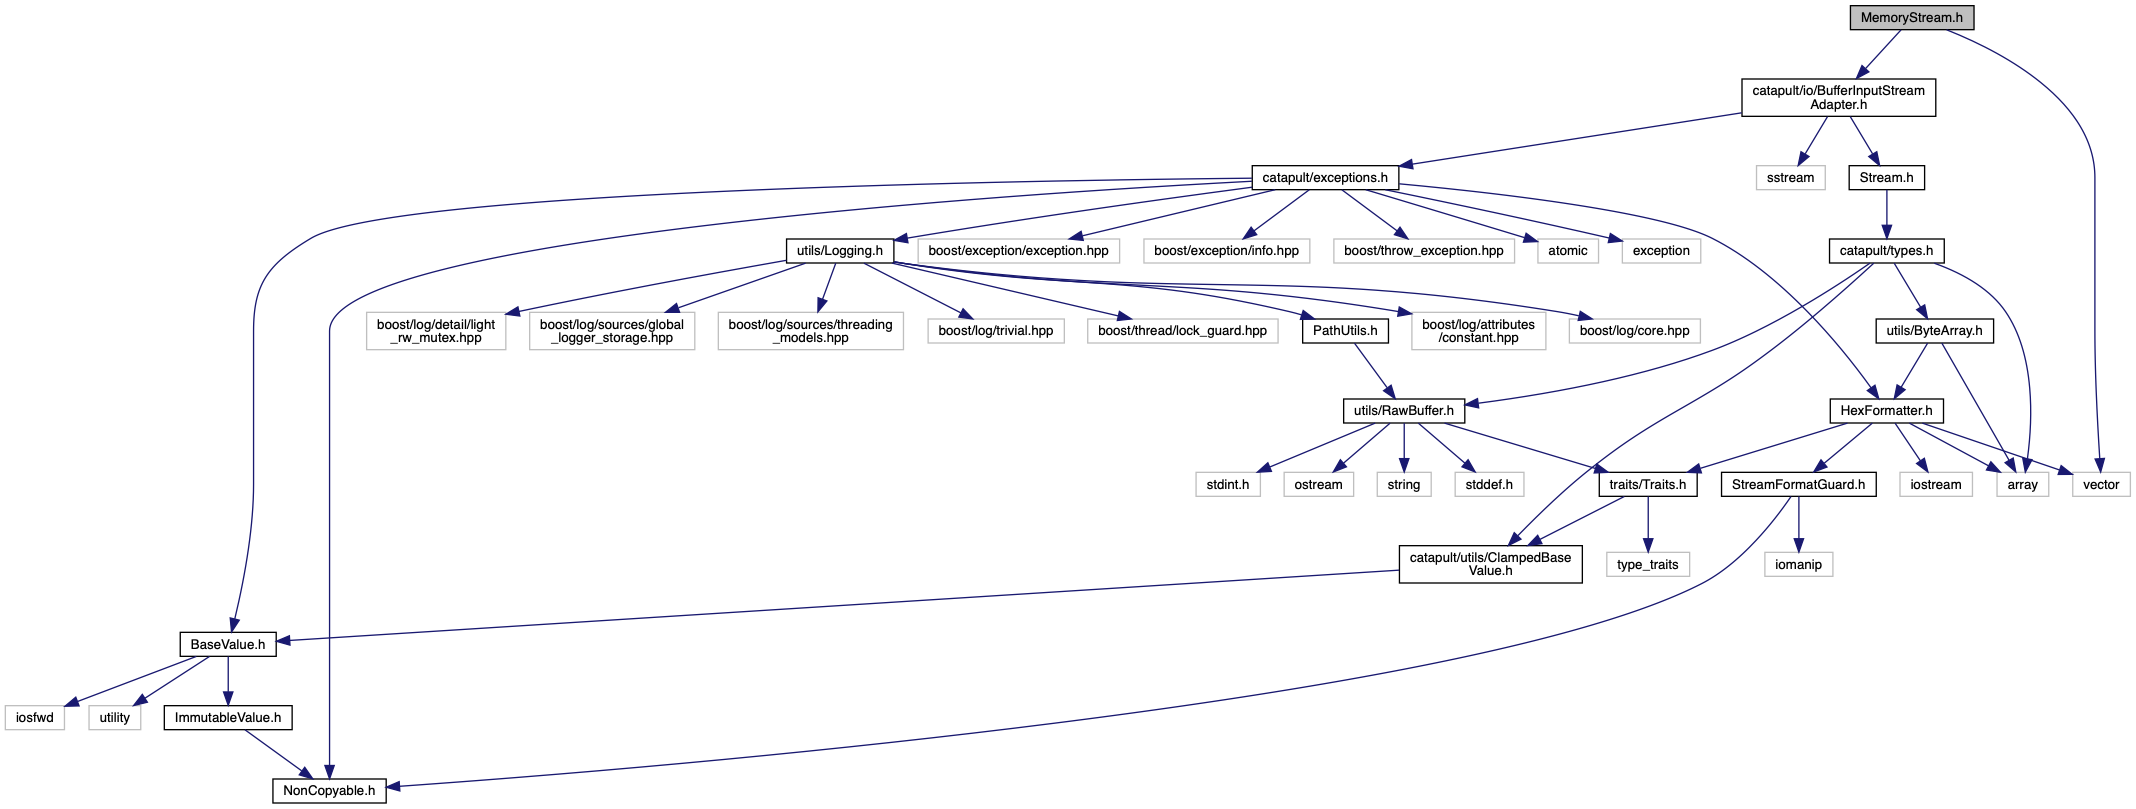 MemoryStream.h
catapult/io/BufferInputStream
Adapter.h
catapult/exceptions.h
sstream
Stream.h
utils/Logging.h
boost/exception/exception.hpp
boost/exception/info.hpp
boost/throw_exception.hpp
atomic
exception
catapult/types.h
boost/log/detail/light
_rw_mutex.hpp
boost/log/sources/global
_logger_storage.hpp
boost/log/sources/threading
_models.hpp
boost/log/trivial.hpp
boost/thread/lock_guard.hpp
PathUtils.h
boost/log/attributes
/constant.hpp
boost/log/core.hpp
utils/ByteArray.h
utils/RawBuffer.h
HexFormatter.h
stdint.h
ostream
string
stddef.h
traits/Traits.h
StreamFormatGuard.h
iostream
array
vector
catapult/utils/ClampedBase
Value.h
type_traits
iomanip
BaseValue.h
iosfwd
utility
ImmutableValue.h
NonCopyable.h